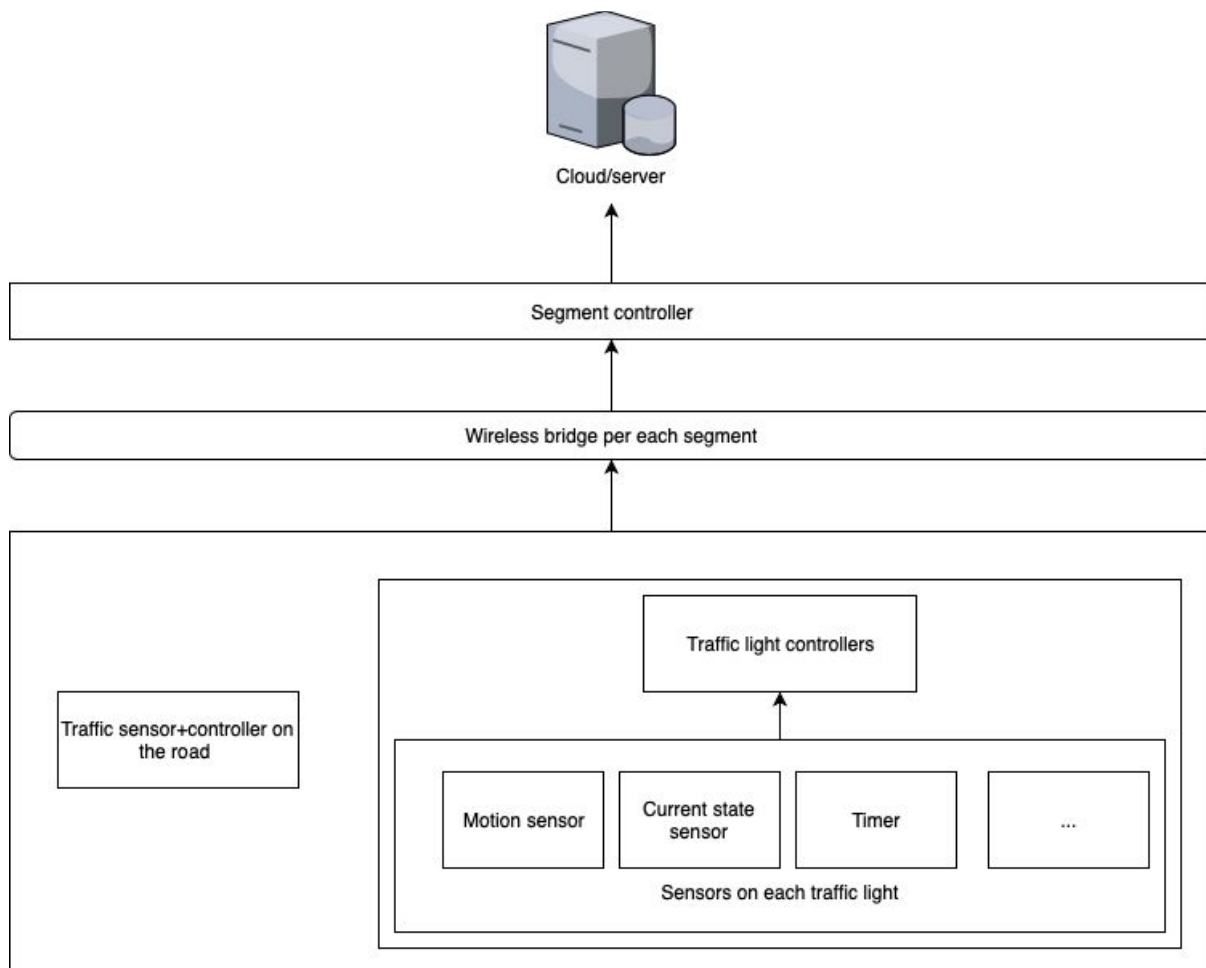 Cloud/server
Segment controller
Wireless bridge per each segment
Traffic light controllers
Traffic sensor+controller on
the road
Motion sensor
Current state
sensor
Timer
...
Sensors on each traffic light